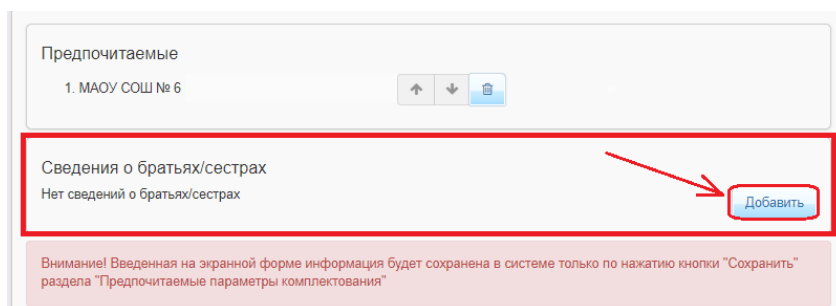 Предпочитаемые
1. МАОУ СОШ № 6
Сведения о братьях/сестрах
Нет сведений о братьях/сестрах
Добавить
Внимание! Введенная на экранной форме информация будет сохранена в системе только по нажатию кнопки "Сохранить"
раздела "Предпочитаемые параметры комплектования"